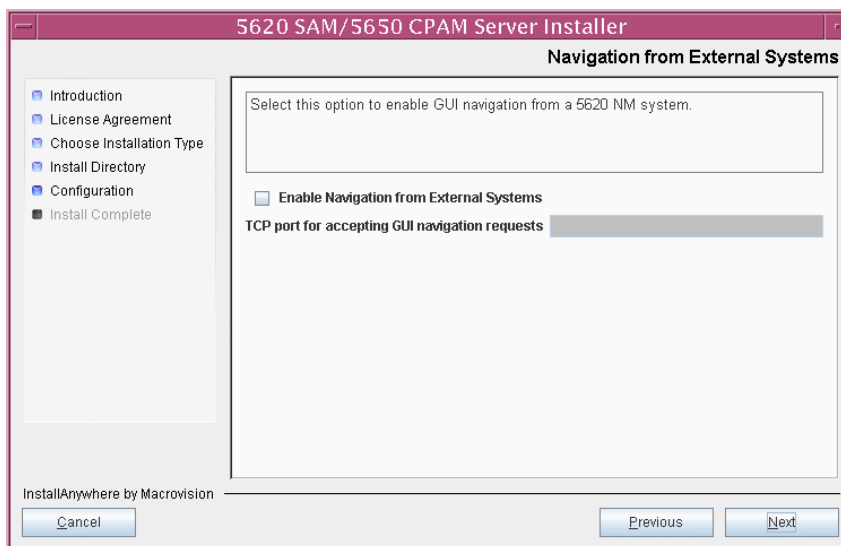 5620 SAM/5650 CPAM Server Installer
Navigation from External Systems
Introduction
License Agreement
Choose Installation Type
Install Directory
Configuration
Install Complete
Select this option to enable GUI navigation from a 5620 NM system.
Enable Navigation from External Systems
TCP port for accepting GUI navigation requests
InstallAnywhere by Macrovision
Cancel
Previous
Next